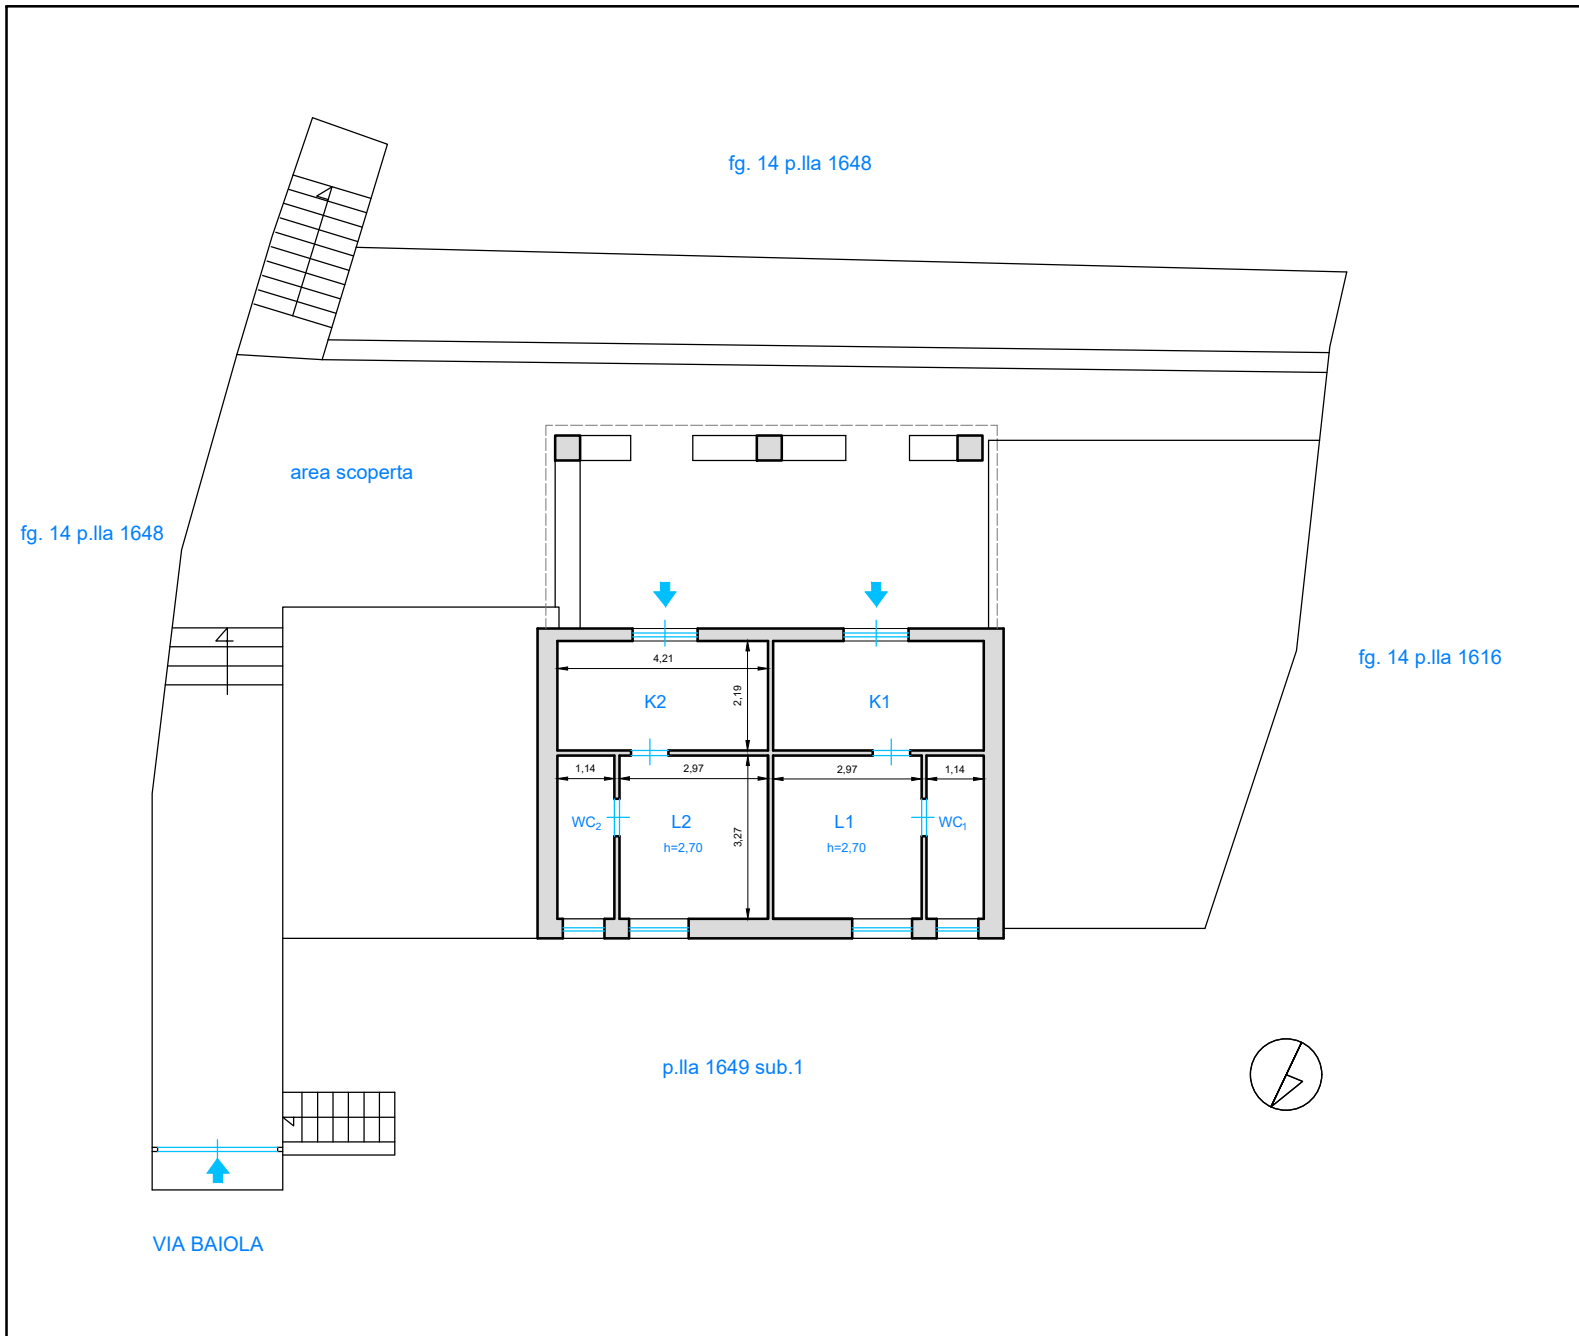 fg. 14 p.lla 1648
area scoperta
fg. 14 p.lla 1648
fg. 14 p.lla 1616
4,21
2,19
K2
K1
1,14
2,97
2,97
1,14
WC2
L2
3,27
L1
WC1
h=2,70
h=2,70
p.lla 1649 sub.1
VIA BAIOLA